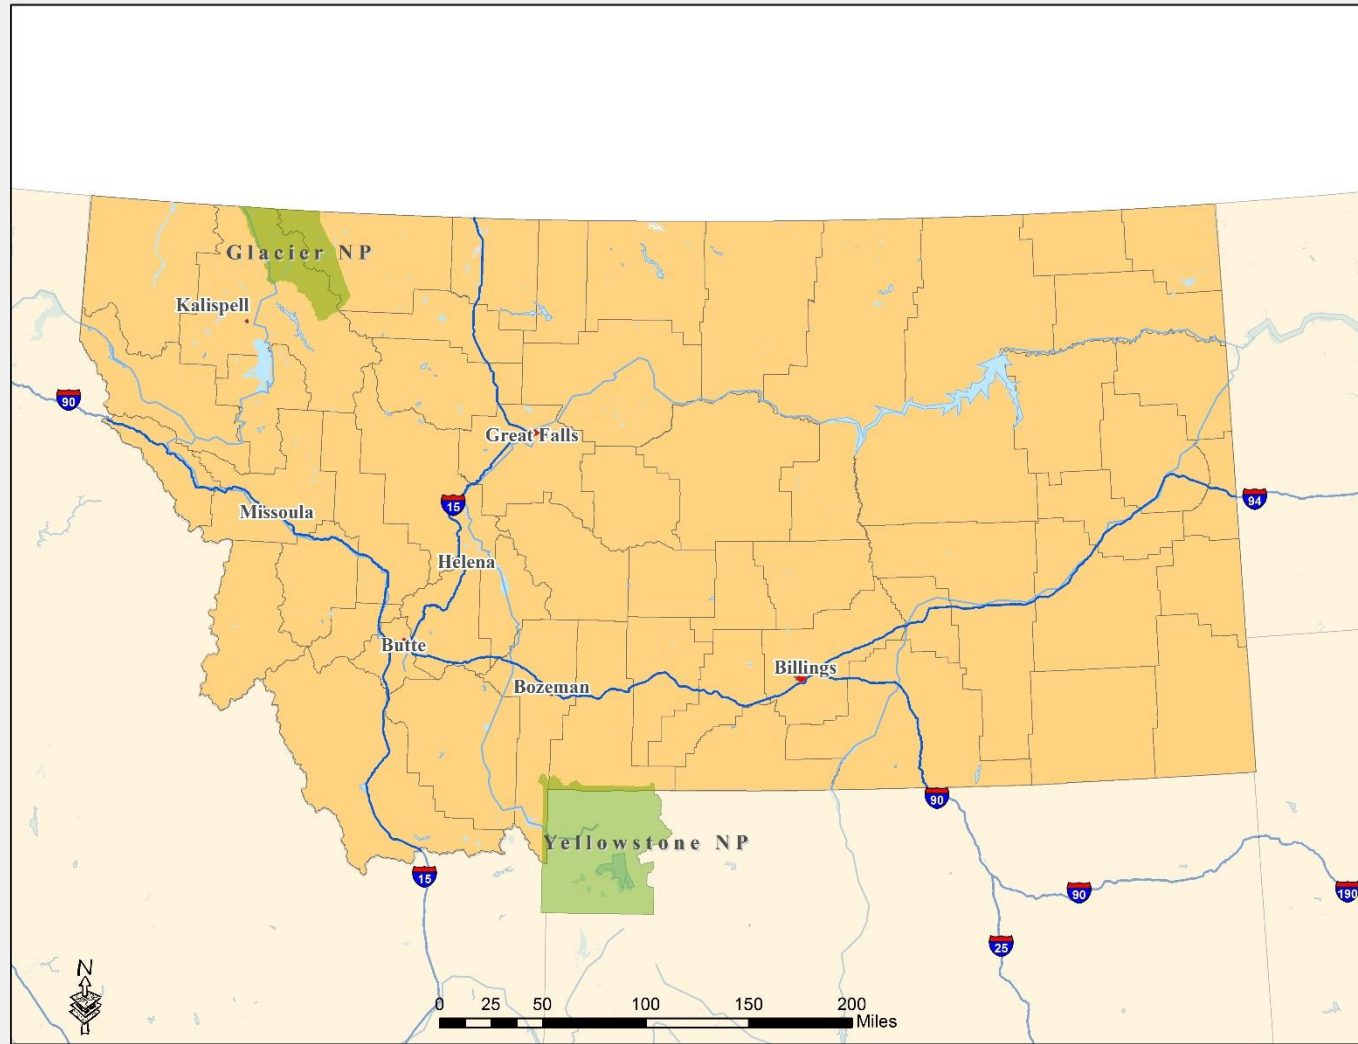 Glacier NP
Kalispell
90
Great Falls
15
94
Missoula
Helena
Butte
Billings
Bozeman
90
Yellowstone NP
15
90
190
25
N
0 25 50 100 150 200
Miles